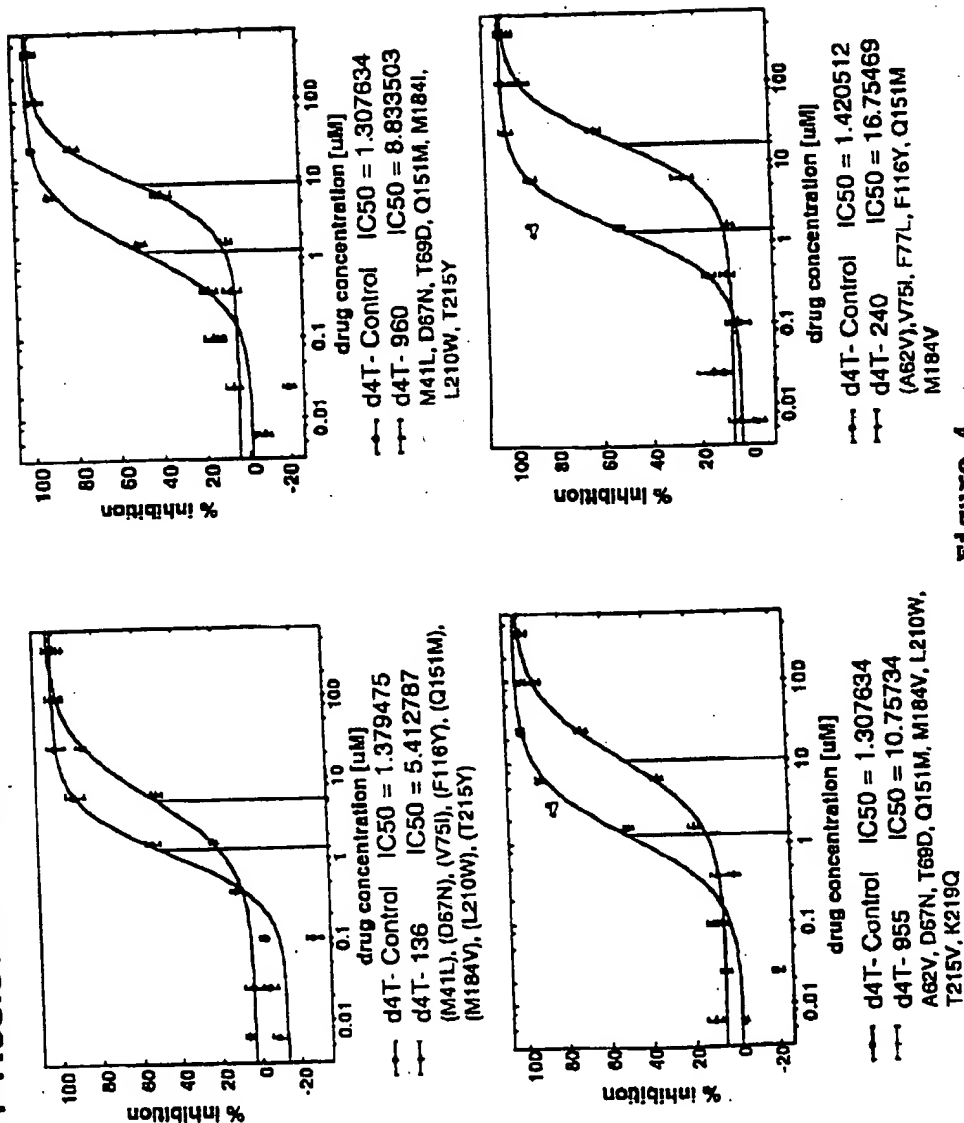 100
80
60
40
20
0
-20
% inhibition
0.01
0.1
1
10
100
drug concentration [uM]
d4T- Control IC50 = 1.379475
d4T- 136 IC50 = 5.412787
(M41L), (D67N), (V75I), (F116Y), (Q151M),
(M184V), (L210W), (T215Y)
100
80
60
40
20
0
-20
% inhibition
0.01
0.1
1
10
100
drug concentration [uM]
d4T- Control IC50 = 1.307634
d4T- 960 IC50 = 8.833503
M41L, D67N, T69D, Q151M, M184I,
L210W, T215Y
100
80
60
40
20
0
-20
% inhibition
0.01
0.1
1
10
100
drug concentration [uM]
d4T- Control IC50 = 1.307634
d4T- 955 IC50 = 10.75734
A62V, D67N, T69D, Q151M, M184V, L210W,
T215V, K219Q
100
80
60
40
20
0
% inhibition
0.01
0.1
1
10
100
drug concentration [uM]
d4T- Control IC50 = 1.420512
d4T- 240 IC50 = 16.75469
(A62V),V75I, F77L, F116Y, Q151M
M184V
Figure 4